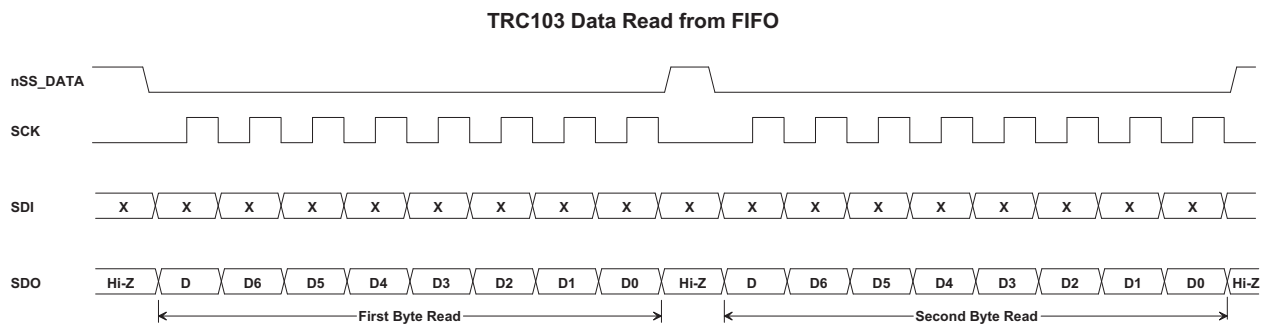 TRC103 Data Read from FIFO
nSS_DATA
SCK
SDI X X X X X X X X X X X X X X X X X X
SDO Hi-Z D D6 D5 D4 D3 D2 D1 D0 Hi-Z D D6 D5 D4 D3 D2 D1 D0 Hi-Z
First Byte Read Second Byte Read